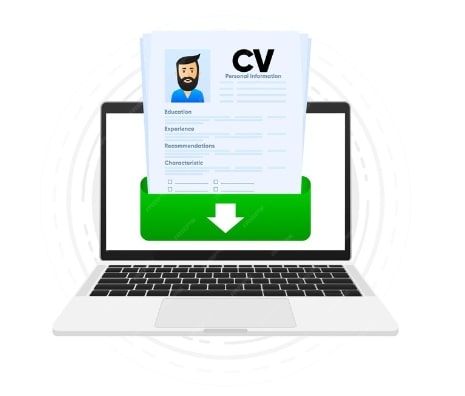 CV
Personal Information
Education
Experience
Recommendations
Characteristic